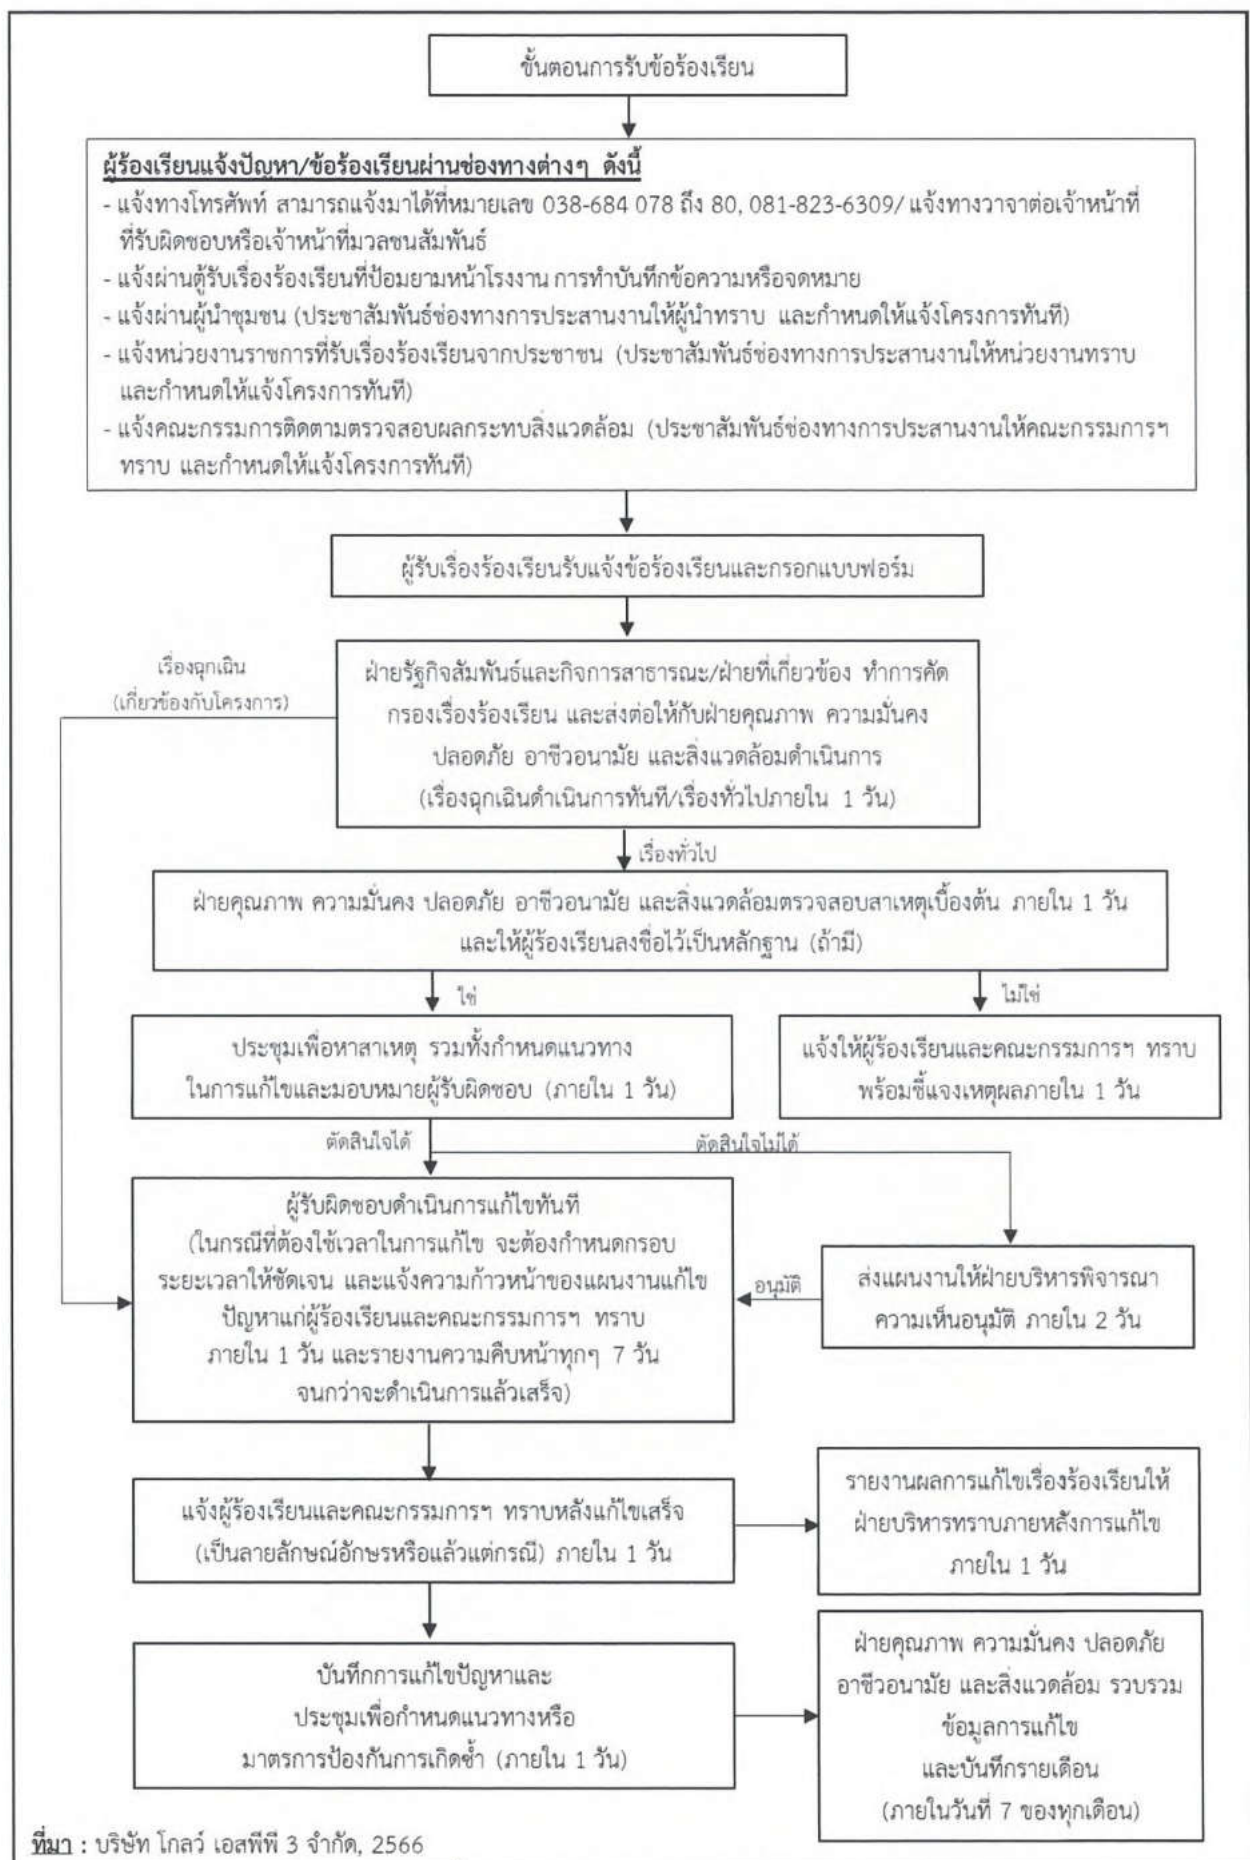 ขั้นตอนการรับข้อร้องเรียน
ผู้ร้องเรียนแจ้งปัญหา/ข้อร้องเรียนผ่านช่องทางต่างๆ ดังนี้
- แจ้งทางโทรศัพท์ สามารถแจ้งมาได้ที่หมายเลข 038-684 078 ถึง 80, 081-823-6309/ แจ้งทางวาจาต่อเจ้าหน้าที่
ที่รับผิดชอบหรือเจ้าหน้าที่มวลชนสัมพันธ์
- แจ้งผ่านตู้รับเรื่องร้องเรียนที่ป้อมยามหน้าโรงงาน การทำบันทึกข้อความหรือจดหมาย
- แจ้งผ่านผู้นำชุมชน (ประชาสัมพันธ์ช่องทางการประสานงานให้ผู้นำทราบ และกำหนดให้แจ้งโครงการทันที)
- แจ้งหน่วยงานราชการที่รับเรื่องร้องเรียนจากประชาชน (ประชาสัมพันธ์ช่องทางการประสานงานให้หน่วยงานทราบ
และกำหนดให้แจ้งโครงการทันที)
- แจ้งคณะกรรมการติดตามตรวจสอบผลกระทบสิ่งแวดล้อม (ประชาสัมพันธ์ช่องทางการประสานงานให้คณะกรรมการฯ
ทราบ และกำหนดให้แจ้งโครงการทันที)
ผู้รับเรื่องร้องเรียนรับแจ้งข้อร้องเรียนและกรอกแบบฟอร์ม
เรื่องฉุกเฉิน
(เกี่ยวข้องกับโครงการ)
ฝ่ายรัฐกิจสัมพันธ์และกิจการสาธารณะ/ฝ่ายที่เกี่ยวข้อง ทำการคัด
กรองเรื่องร้องเรียน และส่งต่อให้กับฝ่ายคุณภาพ ความมั่นคง
ปลอดภัย อาชีวอนามัย และสิ่งแวดล้อมดำเนินการ
(เรื่องฉุกเฉินดำเนินการทันที/เรื่องทั่วไปภายใน 1 วัน)
เรื่องทั่วไป
ฝ่ายคุณภาพ ความมั่นคง ปลอดภัย อาชีวอนามัย และสิ่งแวดล้อมตรวจสอบสาเหตุเบื้องต้น ภายใน 1 วัน
และให้ผู้ร้องเรียนลงชื่อไว้เป็นหลักฐาน (ถ้ามี)
ใช่
ไม่ใช่
ประชุมเพื่อหาสาเหตุ รวมทั้งกำหนดแนวทาง
ในการแก้ไขและมอบหมายผู้รับผิดชอบ (ภายใน 1 วัน)
แจ้งให้ผู้ร้องเรียนและคณะกรรมการฯ ทราบ
พร้อมชี้แจงเหตุผลภายใน 1 วัน
ตัดสินใจได้
ตัดสินใจไม่ได้
ผู้รับผิดชอบดำเนินการแก้ไขทันที
(ในกรณีที่ต้องใช้เวลาในการแก้ไข จะต้องกำหนดกรอบ
ระยะเวลาให้ชัดเจน และแจ้งความก้าวหน้าของแผนงานแก้ไข
ปัญหาแก่ผู้ร้องเรียนและคณะกรรมการฯ ทราบ
ภายใน 1 วัน และรายงานความคืบหน้าทุกๆ 7 วัน
จนกว่าจะดำเนินการแล้วเสร็จ)
อนุมัติ
ส่งแผนงานให้ฝ่ายบริหารพิจารณา
ความเห็นอนุมัติ ภายใน 2 วัน
แจ้งผู้ร้องเรียนและคณะกรรมการฯ ทราบหลังแก้ไขเสร็จ
(เป็นลายลักษณ์อักษรหรือแล้วแต่กรณี) ภายใน 1 วัน
รายงานผลการแก้ไขเรื่องร้องเรียนให้
ฝ่ายบริหารทราบภายหลังการแก้ไข
ภายใน 1 วัน
บันทึกการแก้ไขปัญหาและ
ประชุมเพื่อกำหนดแนวทางหรือ
มาตรการป้องกันการเกิดซ้ำ (ภายใน 1 วัน)
ฝ่ายคุณภาพ ความมั่นคง ปลอดภัย
อาชีวอนามัย และสิ่งแวดล้อม รวบรวม
ข้อมูลการแก้ไข
และบันทึกรายเดือน
(ภายในวันที่ 7 ของทุกเดือน)
ที่มา : บริษัท โกลว์ เอสพีพี 3 จำกัด, 2566